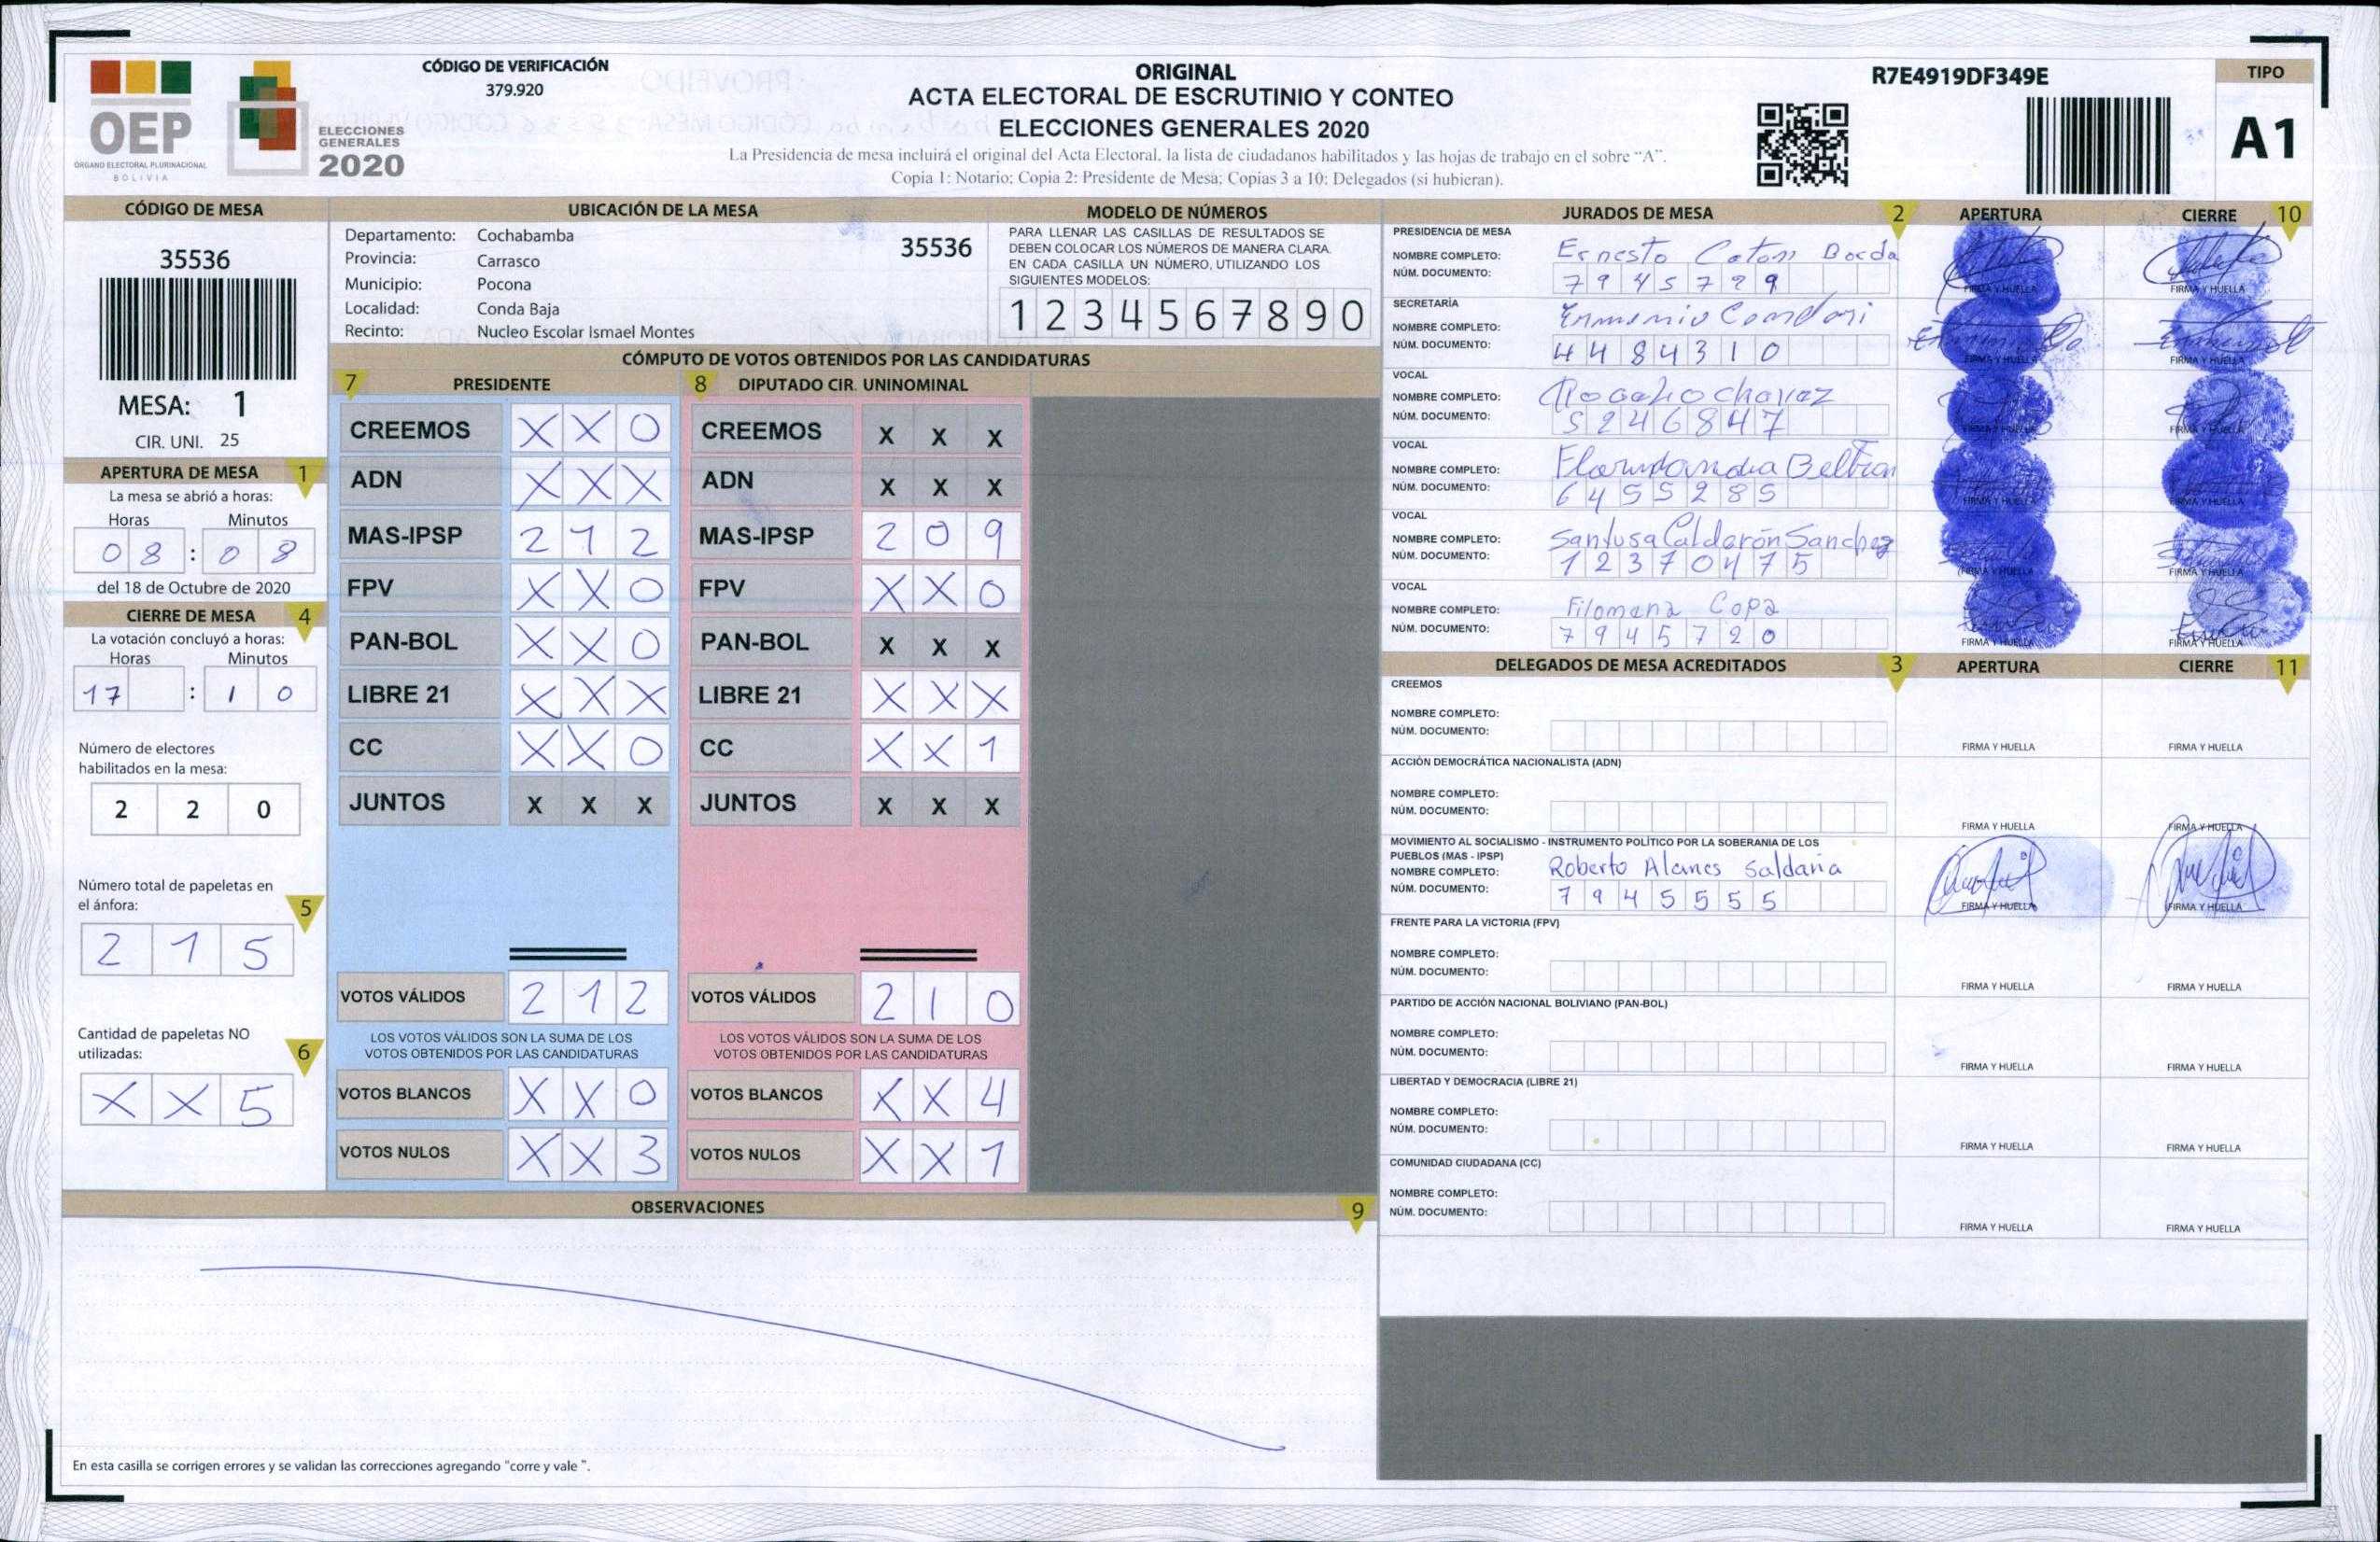 OEP
ÓRGANO ELECTORAL PLURINACIONAL
BOLIVIA
ELECCIONES
GENERALES
2020
CÓDIGO DE VERIFICACIÓN
379.920
ORIGINAL
ACTA ELECTORAL DE ESCRUTINIO Y CONTEO
ELECCIONES GENERALES 2020
La Presidencia de mesa incluirá el original del Acta Electoral, la lista de ciudadanos habilitados y las hojas de trabajo en el sobre "A".
Copia 1: Notario; Copia 2: Presidente de Mesa; Copias 3 a 10: Delegados (si hubieran).
R7E4919DF349E
TIPO
A1
CÓDIGO DE MESA
35536
MESA: 1
CIR. UNI. 25
APERTURA DE MESA 1
La mesa se abrió a horas:
Horas Minutos
08 : 08
del 18 de Octubre de 2020
CIERRE DE MESA 4
La votación concluyó a horas:
Horas Minutos
17 : 10
Número de electores
habilitados en la mesa:
2 2 0
Número total de papeletas en
el ánfora: 5
2 1 5
Cantidad de papeletas NO
utilizadas: 6
X X 5
UBICACIÓN DE LA MESA
Departamento: Cochabamba
35536
Provincia: Carrasco
Municipio: Pocona
Localidad: Conda Baja
Recinto: Nucleo Escolar Ismael Montes
MODELO DE NÚMEROS
PARA LLENAR LAS CASILLAS DE RESULTADOS SE
DEBEN COLOCAR LOS NÚMEROS DE MANERA CLARA.
EN CADA CASILLA UN NÚMERO, UTILIZANDO LOS
SIGUIENTES MODELOS:
1 2 3 4 5 6 7 8 9 0
CÓMPUTO DE VOTOS OBTENIDOS POR LAS CANDIDATURAS
7 PRESIDENTE 8 DIPUTADO CIR. UNINOMINAL
CREEMOS X X 0 CREEMOS X X X
ADN X X X ADN X X X
MAS-IPSP 2 1 2 MAS-IPSP 2 0 9
FPV X X 0 FPV X X 0
PAN-BOL X X 0 PAN-BOL X X X
LIBRE 21 X X X LIBRE 21 X X X
CC X X 0 CC X X 1
JUNTOS X X X JUNTOS X X X
VOTOS VÁLIDOS 2 1 2 VOTOS VÁLIDOS 2 1 0
LOS VOTOS VÁLIDOS SON LA SUMA DE LOS LOS VOTOS VÁLIDOS SON LA SUMA DE LOS
VOTOS OBTENIDOS POR LAS CANDIDATURAS VOTOS OBTENIDOS POR LAS CANDIDATURAS
VOTOS BLANCOS X X 0 VOTOS BLANCOS X X 4
VOTOS NULOS X X 3 VOTOS NULOS X X 1
OBSERVACIONES 9
En esta casilla se corrigen errores y se validan las correcciones agregando "corre y vale ".
JURADOS DE MESA 2 APERTURA CIERRE 10
PRESIDENCIA DE MESA
NOMBRE COMPLETO: Ernesto Caton Borda
NÚM. DOCUMENTO: 7945799
FIRMA Y HUELLA FIRMA Y HUELLA
SECRETARÍA
NOMBRE COMPLETO: Condori
NÚM. DOCUMENTO: 4484310
FIRMA Y HUELLA FIRMA Y HUELLA
VOCAL
NOMBRE COMPLETO: Rogelio chavez
NÚM. DOCUMENTO: 5246847
FIRMA Y HUELLA FIRMA Y HUELLA
VOCAL
NOMBRE COMPLETO: Beltran
NÚM. DOCUMENTO: 6455285
FIRMA Y HUELLA FIRMA Y HUELLA
VOCAL
NOMBRE COMPLETO: Santusa Calderón Sanchez
NÚM. DOCUMENTO: 12370475
FIRMA Y HUELLA FIRMA Y HUELLA
VOCAL
NOMBRE COMPLETO: Filomena Copa
NÚM. DOCUMENTO: 7945720
FIRMA Y HUELLA FIRMA Y HUELLA
DELEGADOS DE MESA ACREDITADOS 3 APERTURA CIERRE 11
CREEMOS
NOMBRE COMPLETO:
NÚM. DOCUMENTO:
FIRMA Y HUELLA FIRMA Y HUELLA
ACCIÓN DEMOCRÁTICA NACIONALISTA (ADN)
NOMBRE COMPLETO:
NÚM. DOCUMENTO:
FIRMA Y HUELLA FIRMA Y HUELLA
MOVIMIENTO AL SOCIALISMO - INSTRUMENTO POLÍTICO POR LA SOBERANIA DE LOS
PUEBLOS (MAS - IPSP)
NOMBRE COMPLETO: Roberto Alanes Saldaña
NÚM. DOCUMENTO: 7945555
FIRMA Y HUELLA FIRMA Y HUELLA
FRENTE PARA LA VICTORIA (FPV)
NOMBRE COMPLETO:
NÚM. DOCUMENTO:
FIRMA Y HUELLA FIRMA Y HUELLA
PARTIDO DE ACCIÓN NACIONAL BOLIVIANO (PAN-BOL)
NOMBRE COMPLETO:
NÚM. DOCUMENTO:
FIRMA Y HUELLA FIRMA Y HUELLA
LIBERTAD Y DEMOCRACIA (LIBRE 21)
NOMBRE COMPLETO:
NÚM. DOCUMENTO:
FIRMA Y HUELLA FIRMA Y HUELLA
COMUNIDAD CIUDADANA (CC)
NOMBRE COMPLETO:
NÚM. DOCUMENTO:
FIRMA Y HUELLA FIRMA Y HUELLA